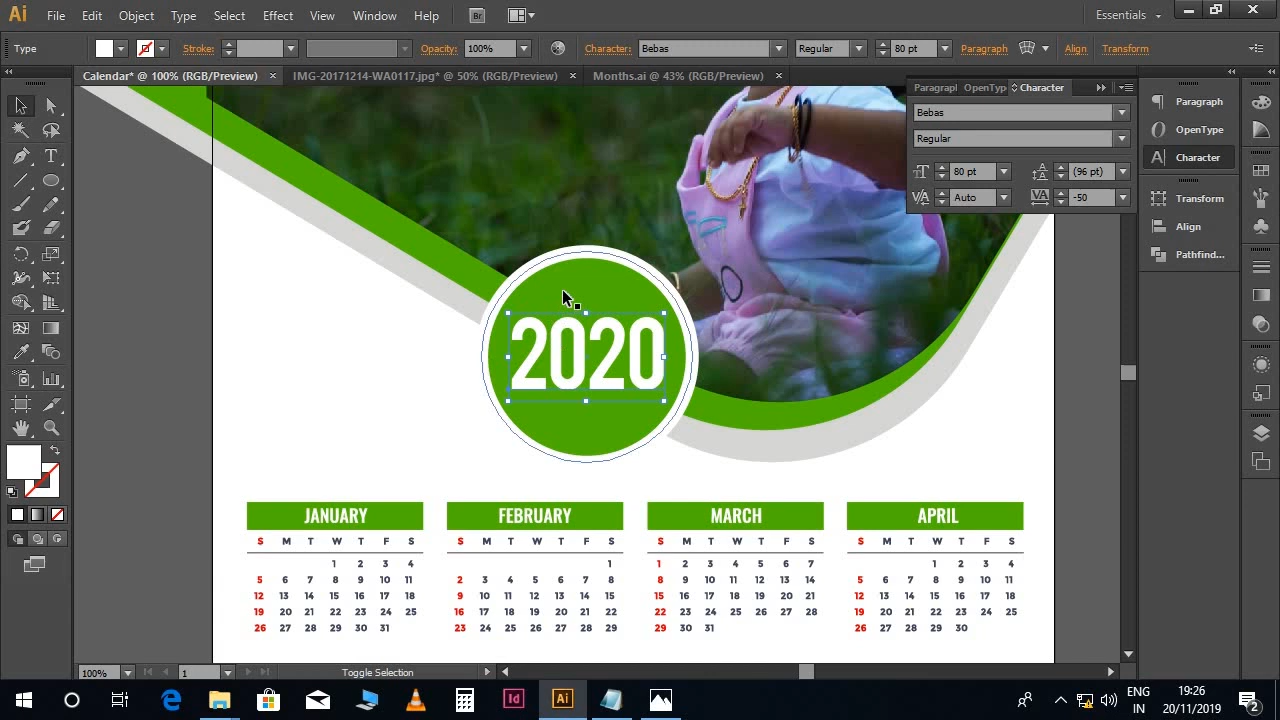 Ai File Edit Object Type Select Effect View Window Help Br Essentials
Type Stroke: Opacity: 100% Character: Bebas Regular 80 pt Paragraph Align Transform
Calendar* @ 100% (RGB/Preview) × IMG-20171214-WA0117.jpg* @ 50% (RGB/Preview) × Months.ai @ 43% (RGB/Preview) ×
Paragraph OpenType Character
Bebas
Regular
80 pt (96 pt)
Auto -50
Paragraph
OpenType
Character
Transform
Align
Pathfind...
2020
JANUARY FEBRUARY MARCH APRIL
S M T W T F S S M T W T F S S M T W T F S S M T W T F S
1 2 3 4 1 1 2 3 4 5 6 7 1 2 3 4
5 6 7 8 9 10 11 2 3 4 5 6 7 8 8 9 10 11 12 13 14 5 6 7 8 9 10 11
12 13 14 15 16 17 18 9 10 11 12 13 14 15 15 16 17 18 19 20 21 12 13 14 15 16 17 18
19 20 21 22 23 24 25 16 17 18 19 20 21 22 22 23 24 25 26 27 28 19 20 21 22 23 24 25
26 27 28 29 30 31 23 24 25 26 27 28 29 29 30 31 26 27 28 29 30
100% 1 Toggle Selection
Id Ai ENG 19:26
IN 20/11/2019 2